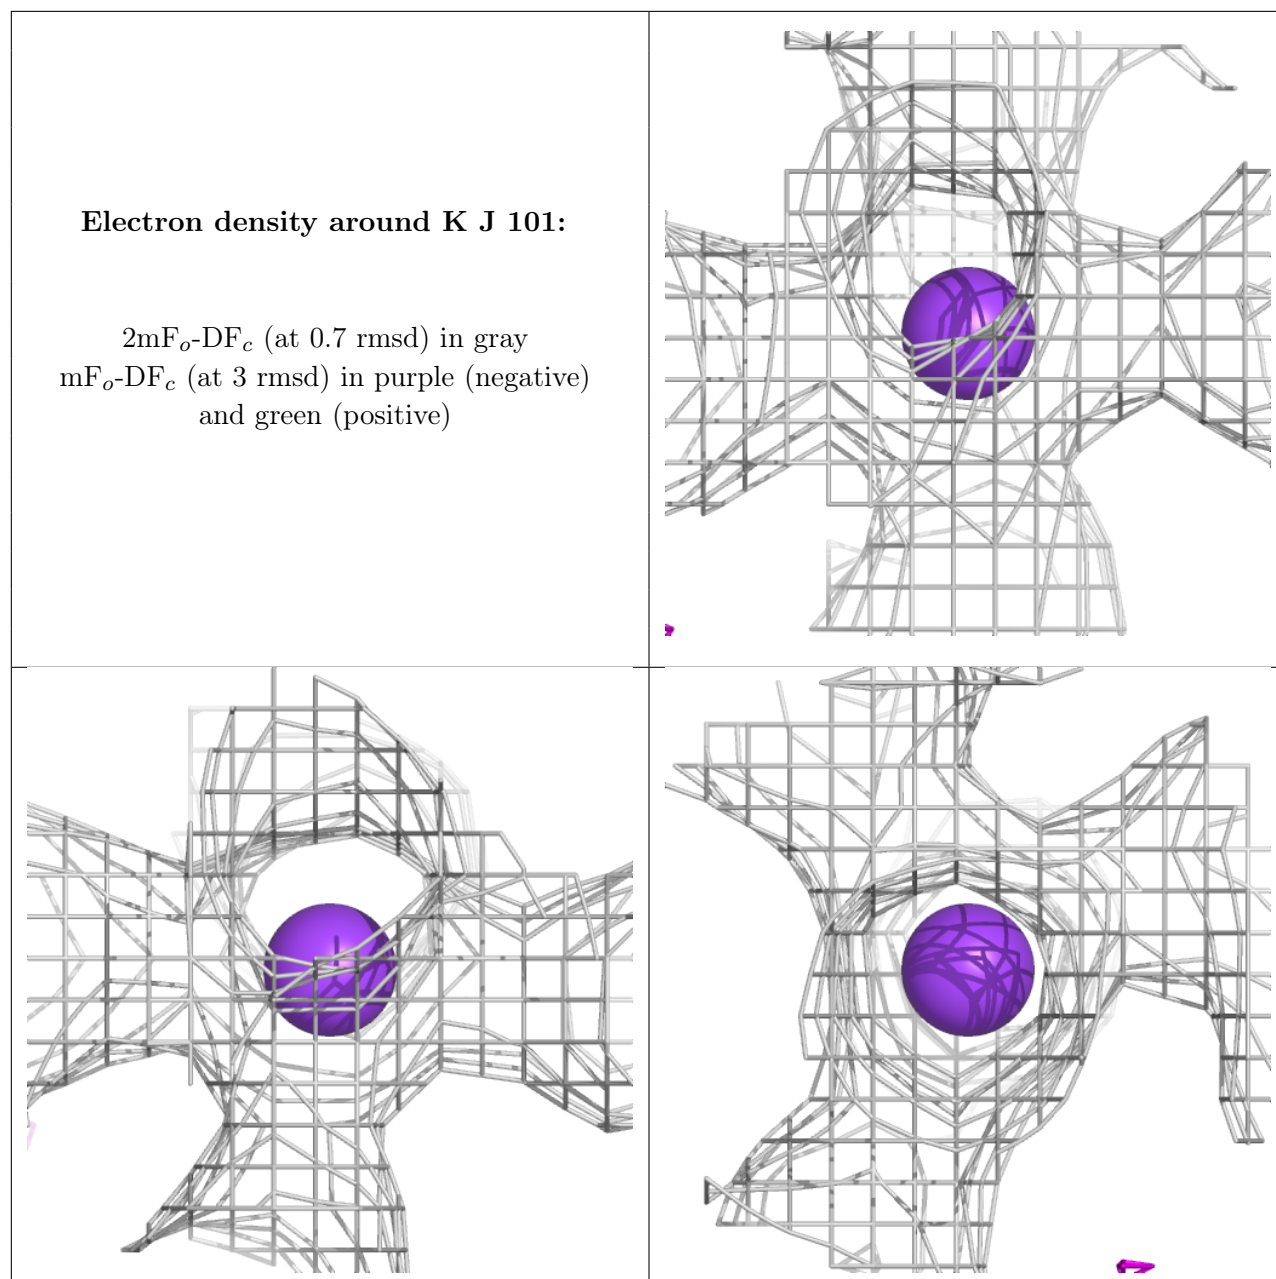 Electron density around K J 101:
2mFo-DFc (at 0.7 rmsd) in gray
mFo-DFc (at 3 rmsd) in purple (negative)
and green (positive)